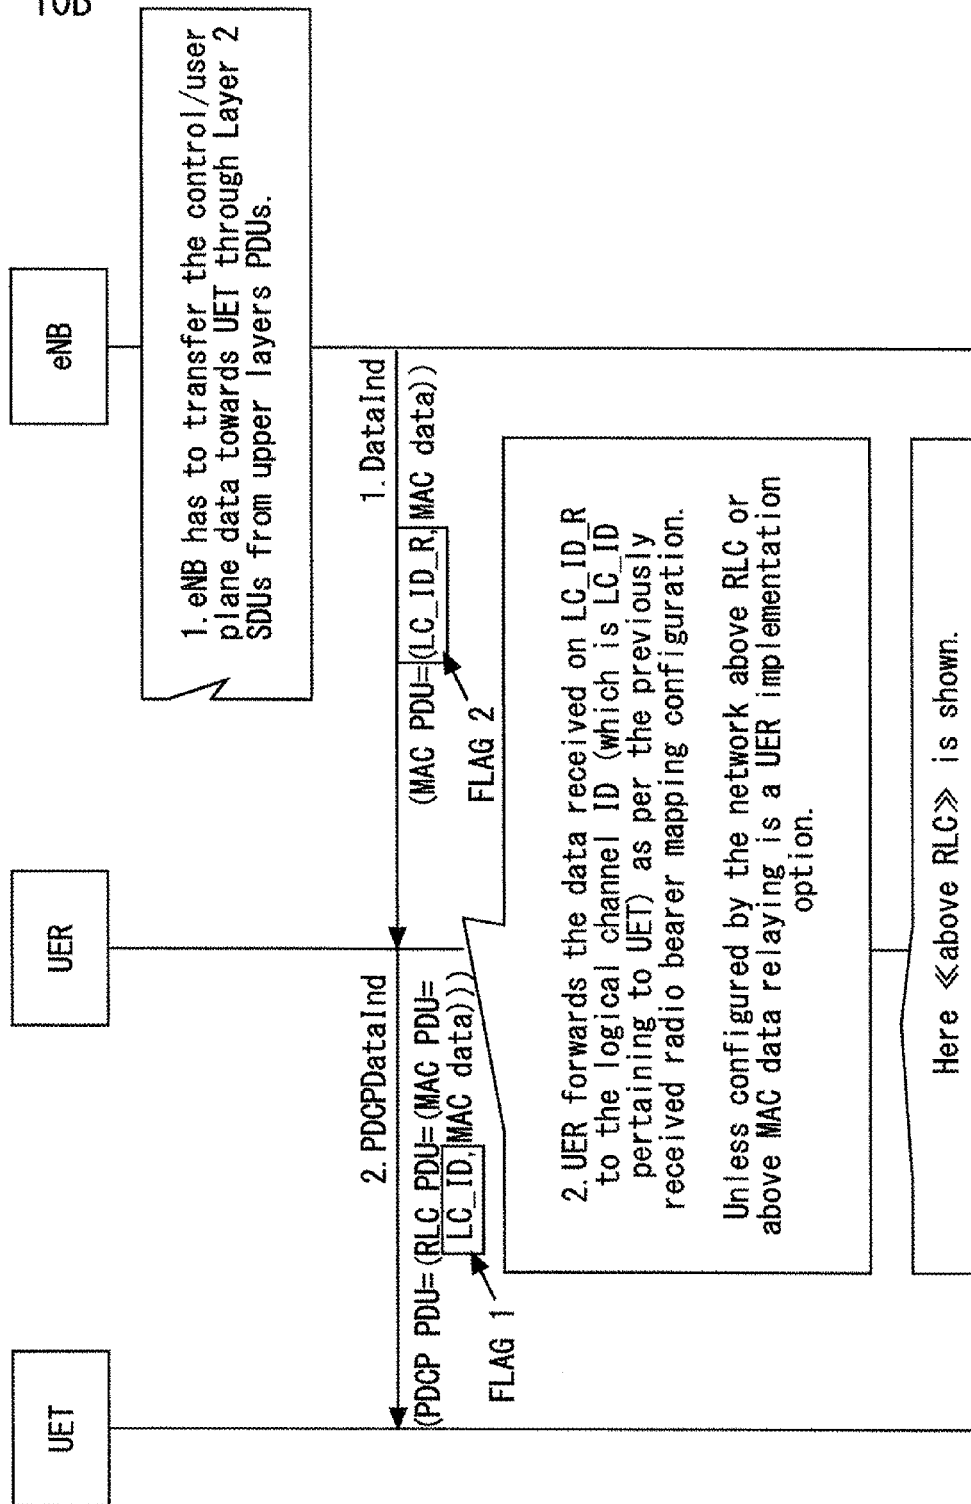 10B
UET
UER
eNB
1. eNB has to transfer the control/user
plane data towards UET through Layer 2
SDUs from upper layers PDUs.
1. DataInd
(MAC PDU=(LC_ID_R, MAC data))
FLAG 2
2. PDCPDataInd
(PDCP PDU=(RLC PDU=(MAC PDU=
LC_ID, MAC data)))
FLAG 1
2. UER forwards the data received on LC_ID_R
to the logical channel ID (which is LC_ID
pertaining to UET) as per the previously
received radio bearer mapping configuration.
Unless configured by the network above RLC or
above MAC data relaying is a UER implementation
option.
Here ≪above RLC≫ is shown.